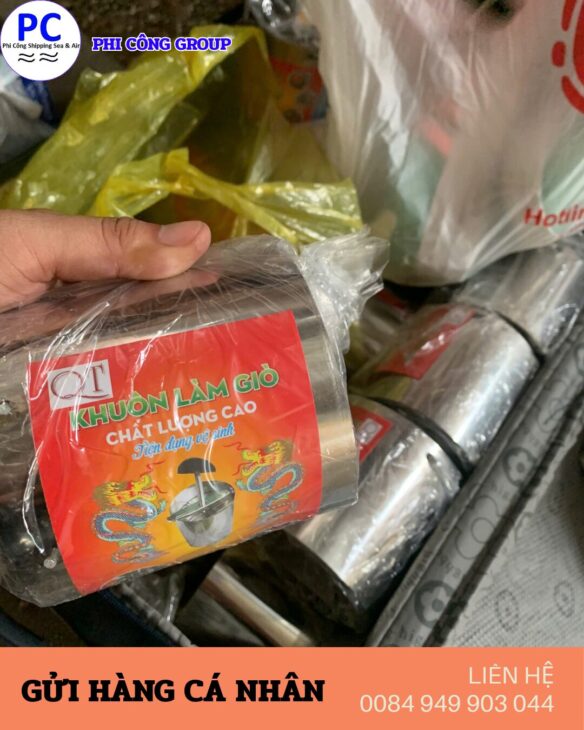 PC
Phi Công Shipping Sea & Air
PHI CÔNG GROUP
Hotlin
QT
KHUÔN LÀM GIÒ
CHẤT LƯỢNG CAO
Tiện dụng vệ sinh
GỬI HÀNG CÁ NHÂN
LIÊN HỆ
0084 949 903 044